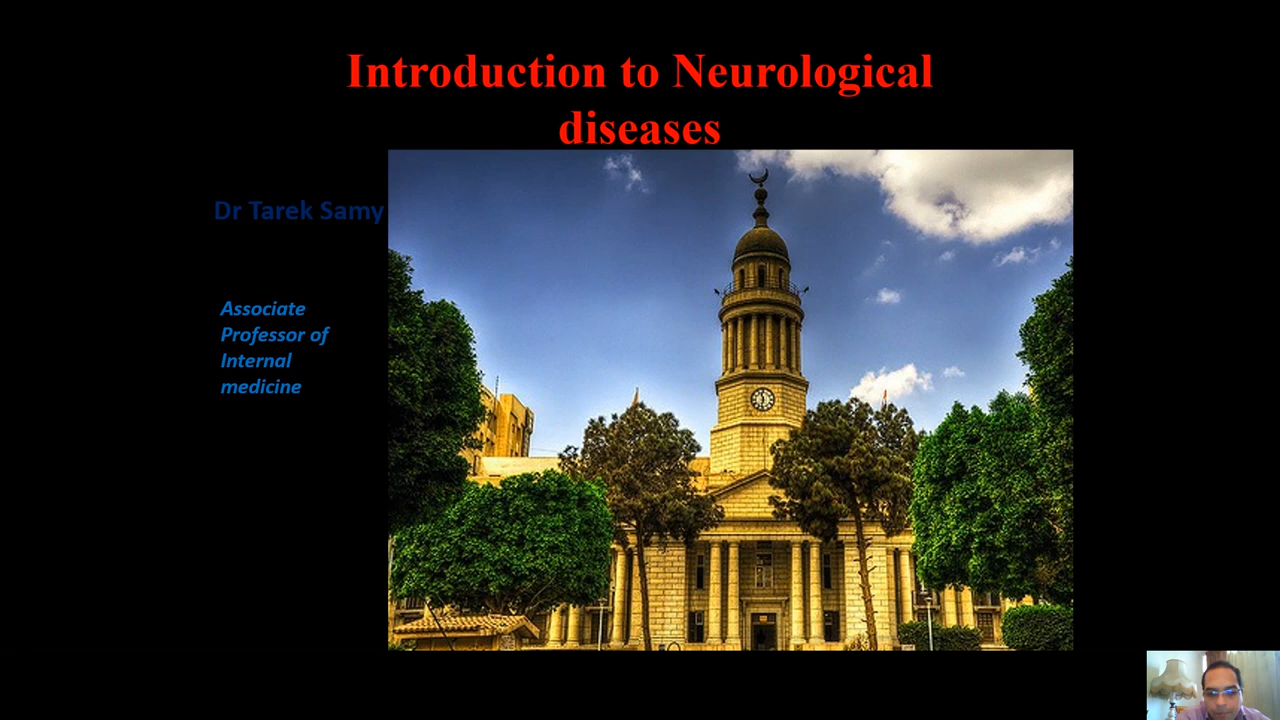 Introduction to Neurological
diseases
Dr Tarek Samy
Associate
Professor of
Internal
medicine